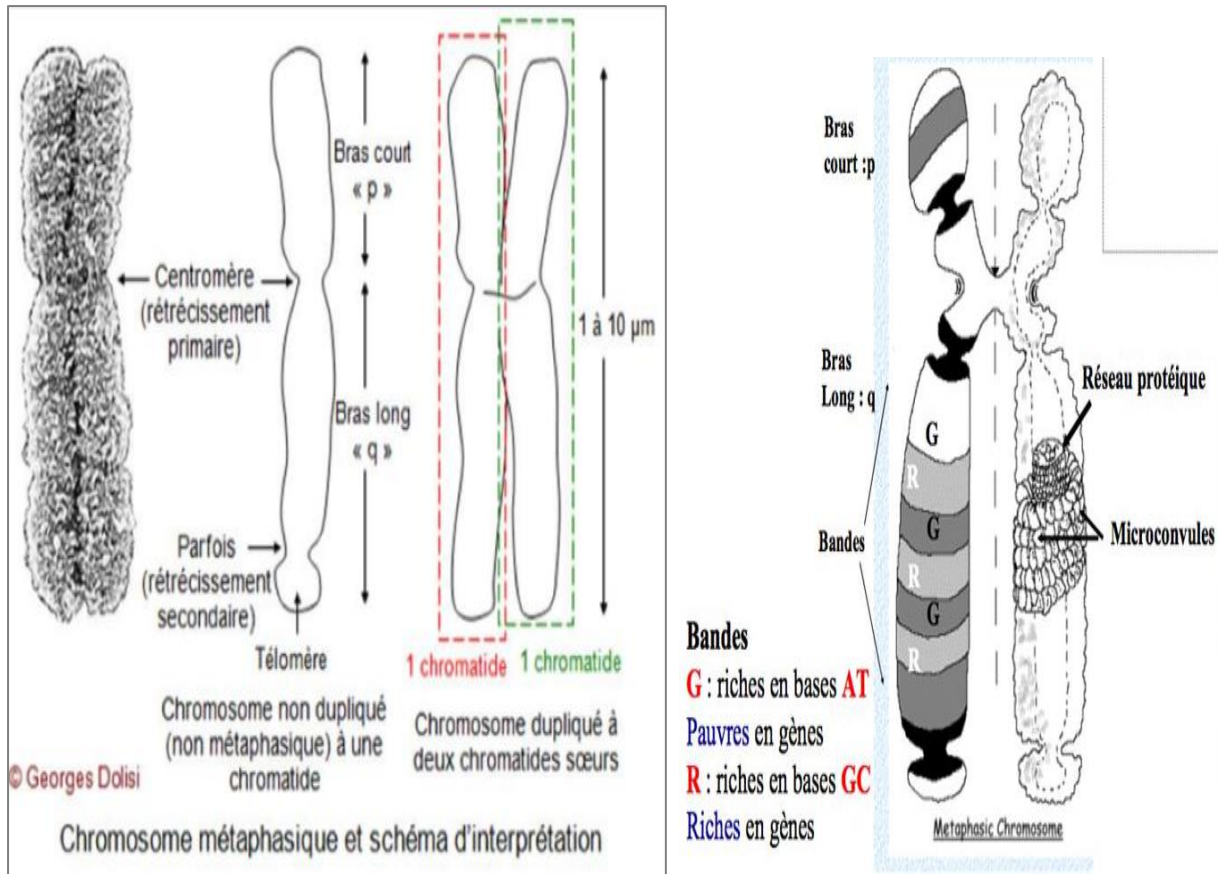 Bras court
« p »
Centromère
(rétrécissement
primaire)
1 à 10 µm
Bras long
« q »
Parfois
(rétrécissement
secondaire)
Télomère
1 chromatide
1 chromatide
Chromosome non dupliqué
(non métaphasique) à une
chromatide
Chromosome dupliqué à
deux chromatides sœurs
© Georges Dolisi
Chromosome métaphasique et schéma d'interprétation
Bras
court :p
Bras
Long : q
Réseau protéique
G
R
G
Microconvules
Bandes
R
G
R
Bandes
G : riches en bases AT
Pauvres en gènes
R : riches en bases GC
Riches en gènes
Metaphasic Chromosome